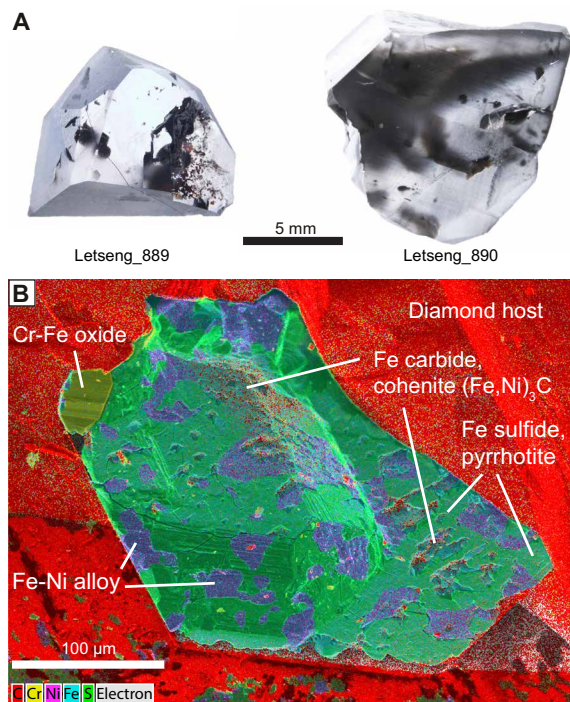 A
5 mm
Letseng_889
Letseng_890
B
Diamond host
Cr-Fe oxide
Fe carbide,
cohenite (Fe,Ni)₃C
Fe sulfide,
pyrrhotite
Fe-Ni alloy
100 µm
C Cr Ni Fe S Electron